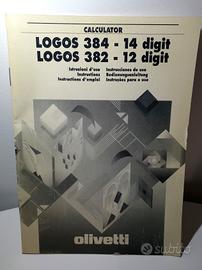 CALCULATOR
LOGOS 384 - 14 digit
LOGOS 382 - 12 digit
Istruzioni d'uso Instrucciones de uso
Instructions Bedienungsanleitung
Instructions d'emploi Instruções para o uso
olivetti
subito